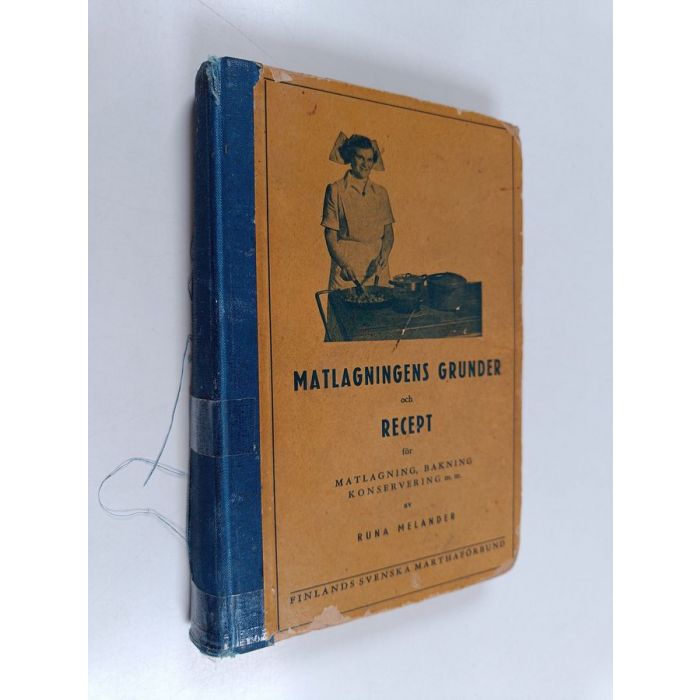 MATLAGNINGENS GRUNDER
och
RECEPT
för
MATLAGNING, BAKNING
KONSERVERING m. m.
av
RUNA MELANDER
FINLANDS SVENSKA MARTHAFÖRBUND